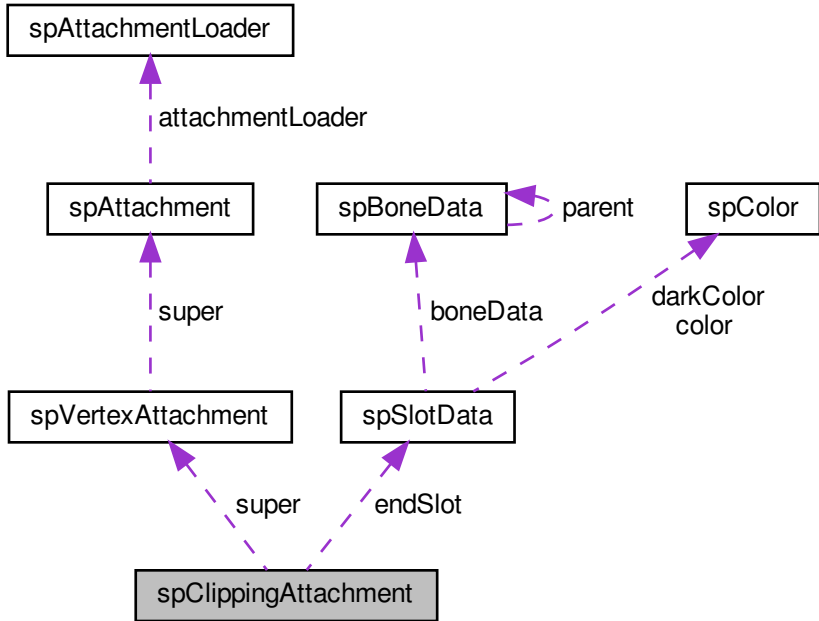 spAttachmentLoader
attachmentLoader
spAttachment
spBoneData
parent
spColor
super
boneData
darkColor
color
spVertexAttachment
spSlotData
super
endSlot
spClippingAttachment